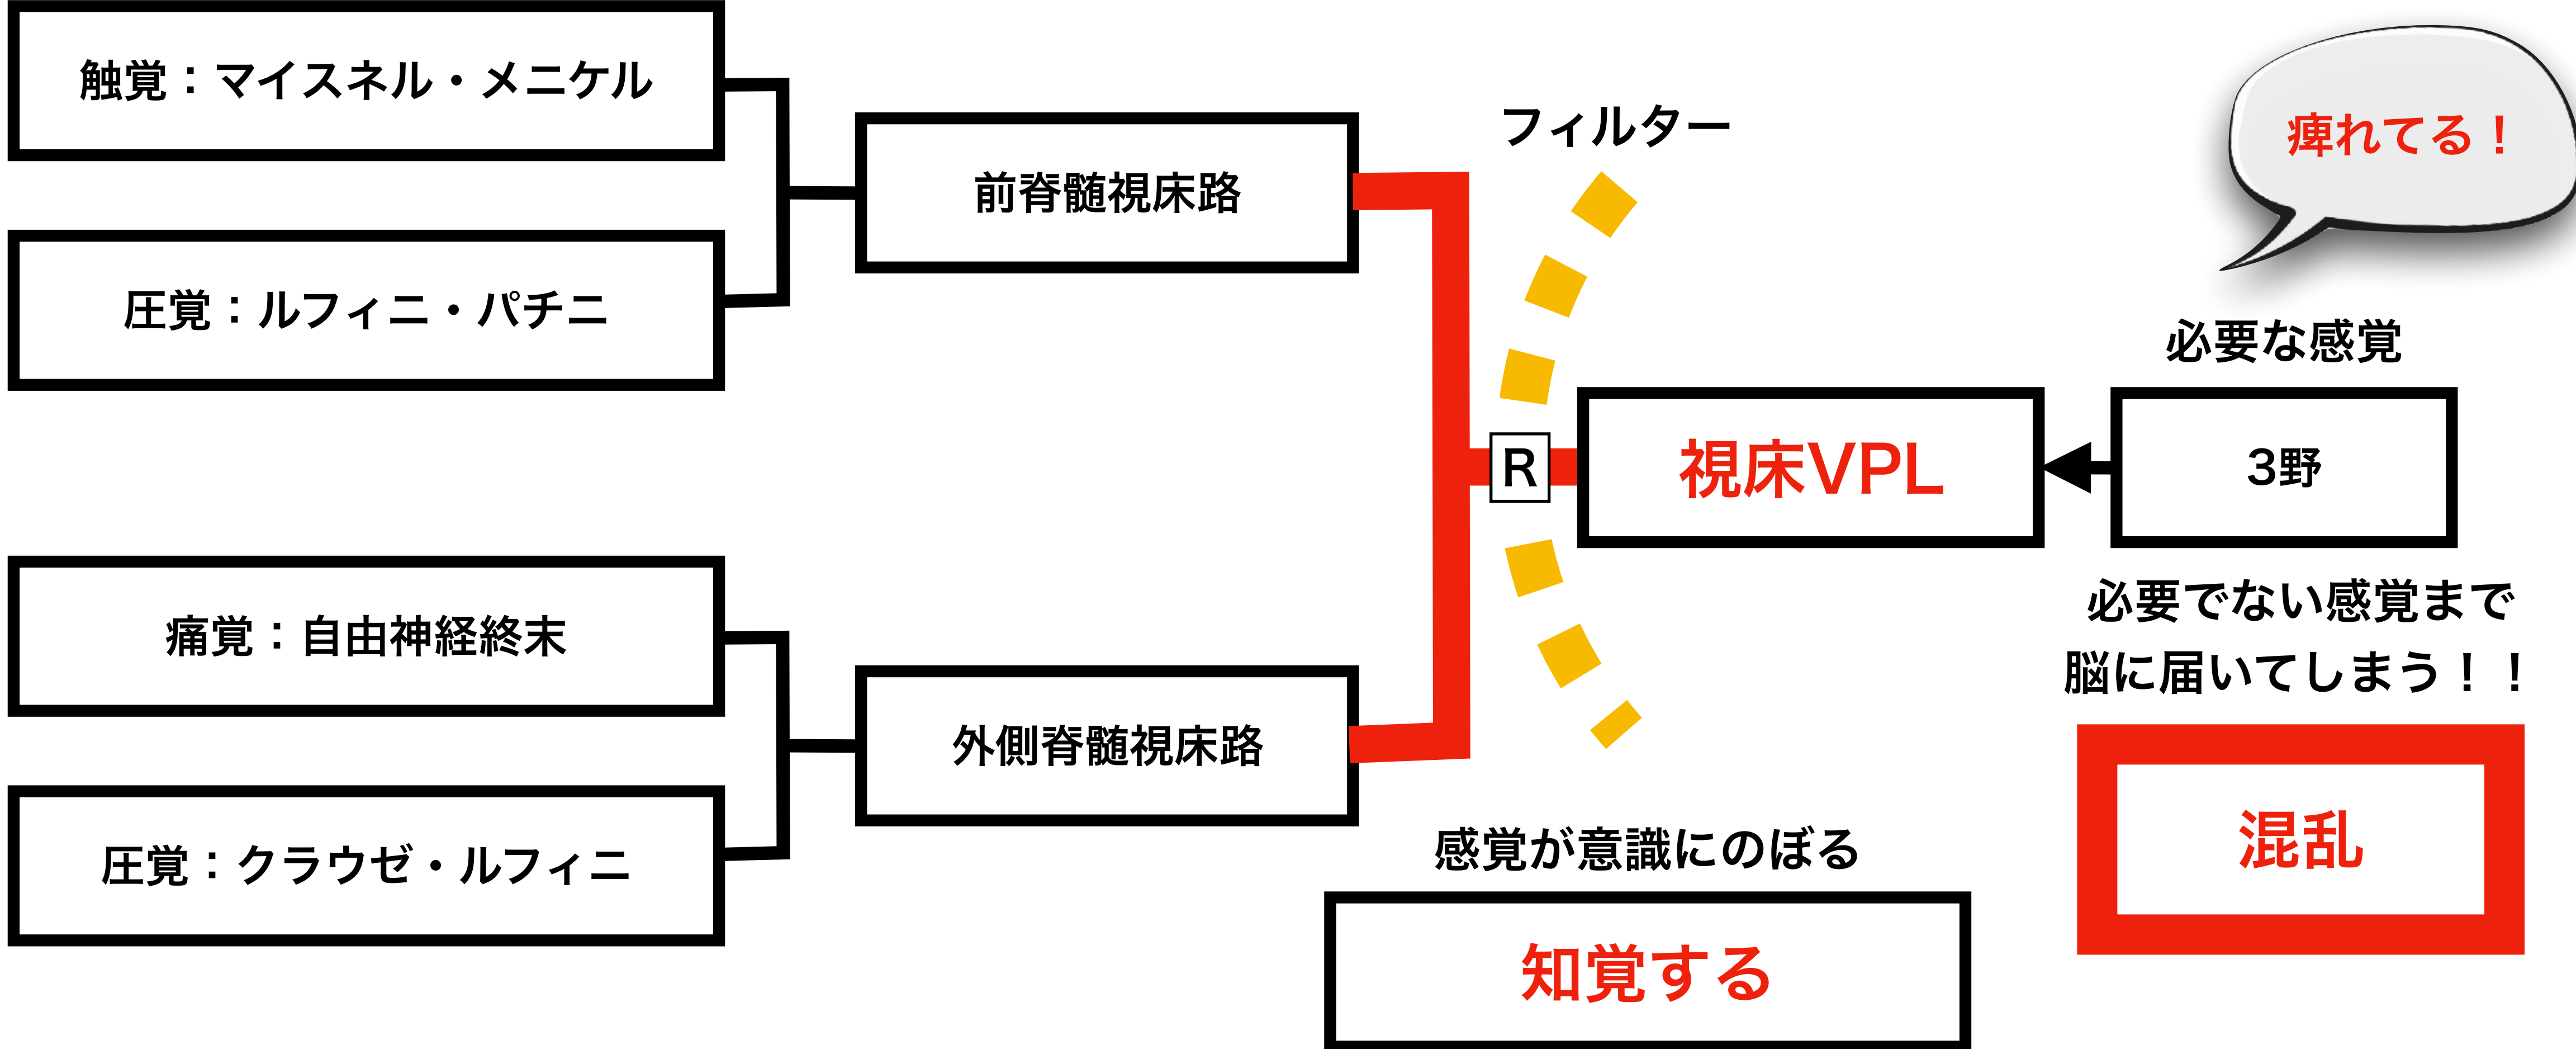 触覚：マイスネル・メニケル
圧覚：ルフィニ・パチニ
前脊髄視床路
痛覚：自由神経終末
圧覚：クラウゼ・ルフィニ
外側脊髄視床路
フィルター
R
視床VPL
3野
痺れてる！
必要な感覚
必要でない感覚まで
脳に届いてしまう！！
混乱
感覚が意識にのぼる
知覚する